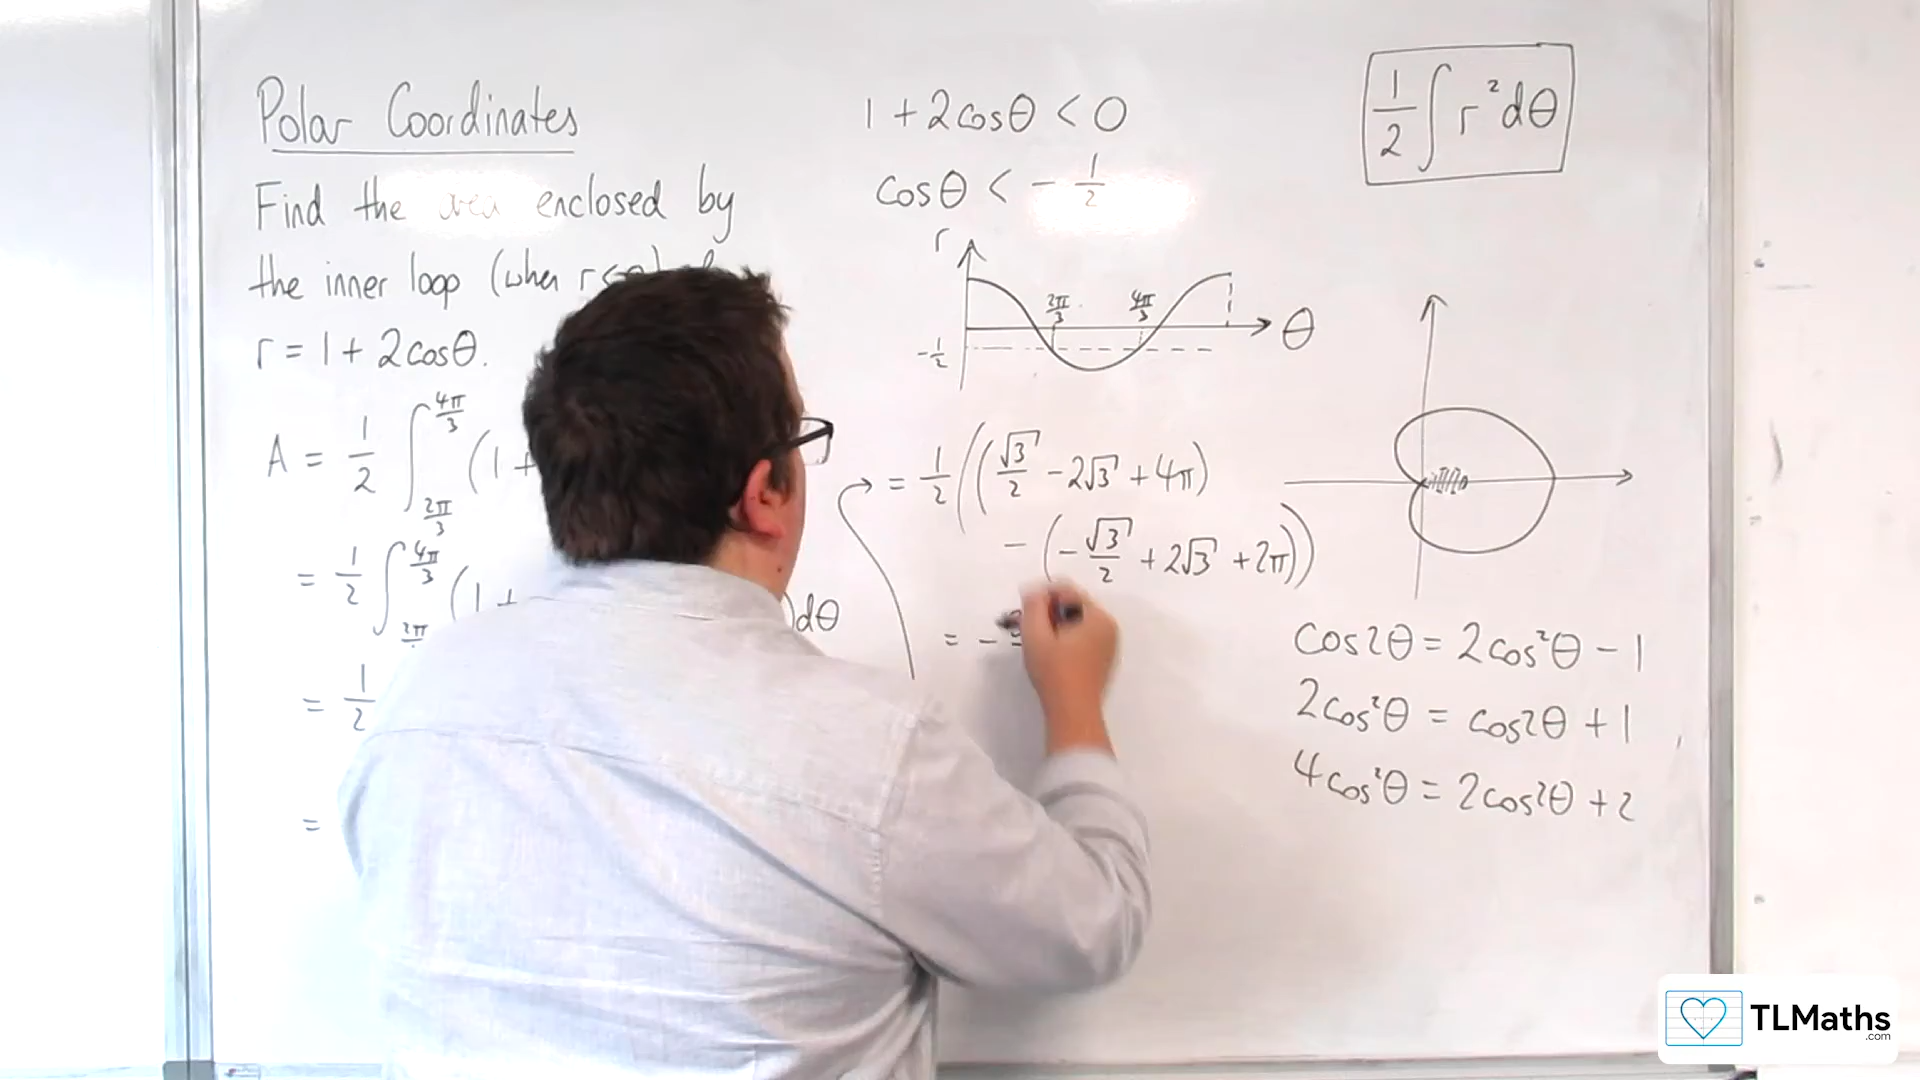 Polar Coordinates
Find the area enclosed by
the inner loop (when r<0)
r = 1 + 2cosθ.
A = 1/2 ∫_{2π/3}^{4π/3} (1 +
= 1/2 ∫_{2π/3}^{4π/3} (1 + )dθ
= 1/2
=
1 + 2cosθ < 0
cosθ < - 1/2
r
2π/3 4π/3
θ
-1/2
= 1/2 ((√3/2 - 2√3 + 4π)
- (-√3/2 + 2√3 + 2π))
= -
1/2 ∫ r² dθ
cos2θ = 2cos²θ - 1
2cos²θ = cos2θ + 1
4cos²θ = 2cos2θ + 2
TLMaths
.com